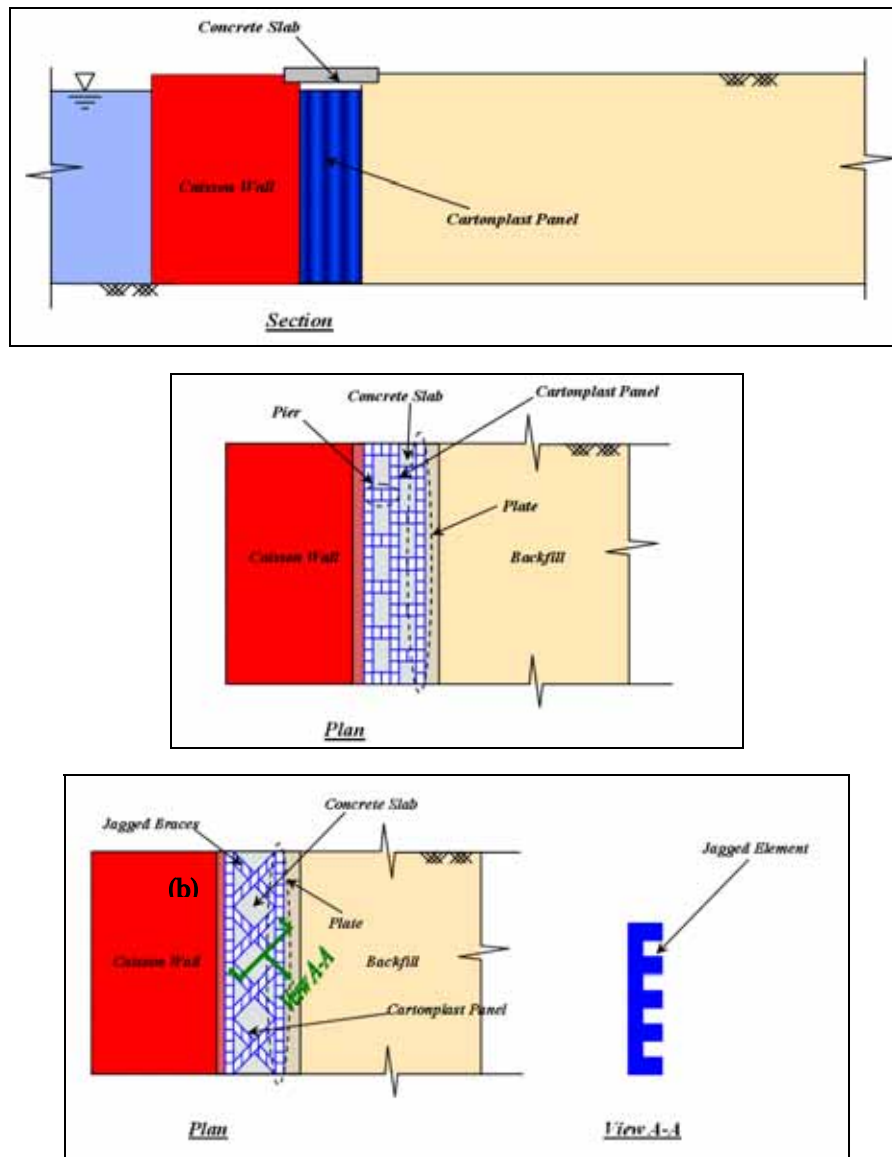 Concrete Slab
Caisson Wall
Cartonplast Panel
Section
Concrete Slab
Cartonplast Panel
Pier
Plate
Caisson Wall
Backfill
Plan
Concrete Slab
Jagged Braces
Jagged Element
(b)
Plate
Caisson Wall
Backfill
View A-A
Cartonplast Panel
Plan
View A-A